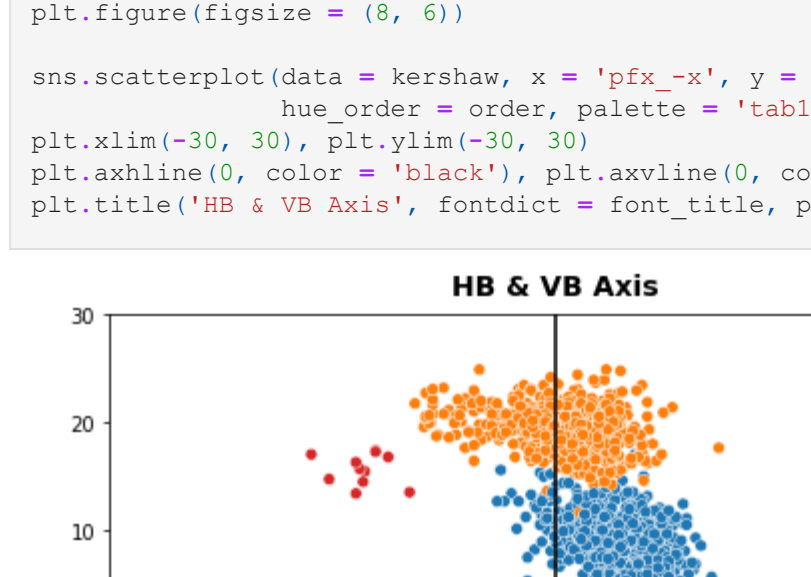 plt.figure(figsize = (8, 6))
sns.scatterplot(data = kershaw, x = 'pfx_-x', y =
hue_order = order, palette = 'tab1
plt.xlim(-30, 30), plt.ylim(-30, 30)
plt.axhline(0, color = 'black'), plt.axvline(0, co
plt.title('HB & VB Axis', fontdict = font_title, p
HB & VB Axis
30
20
10